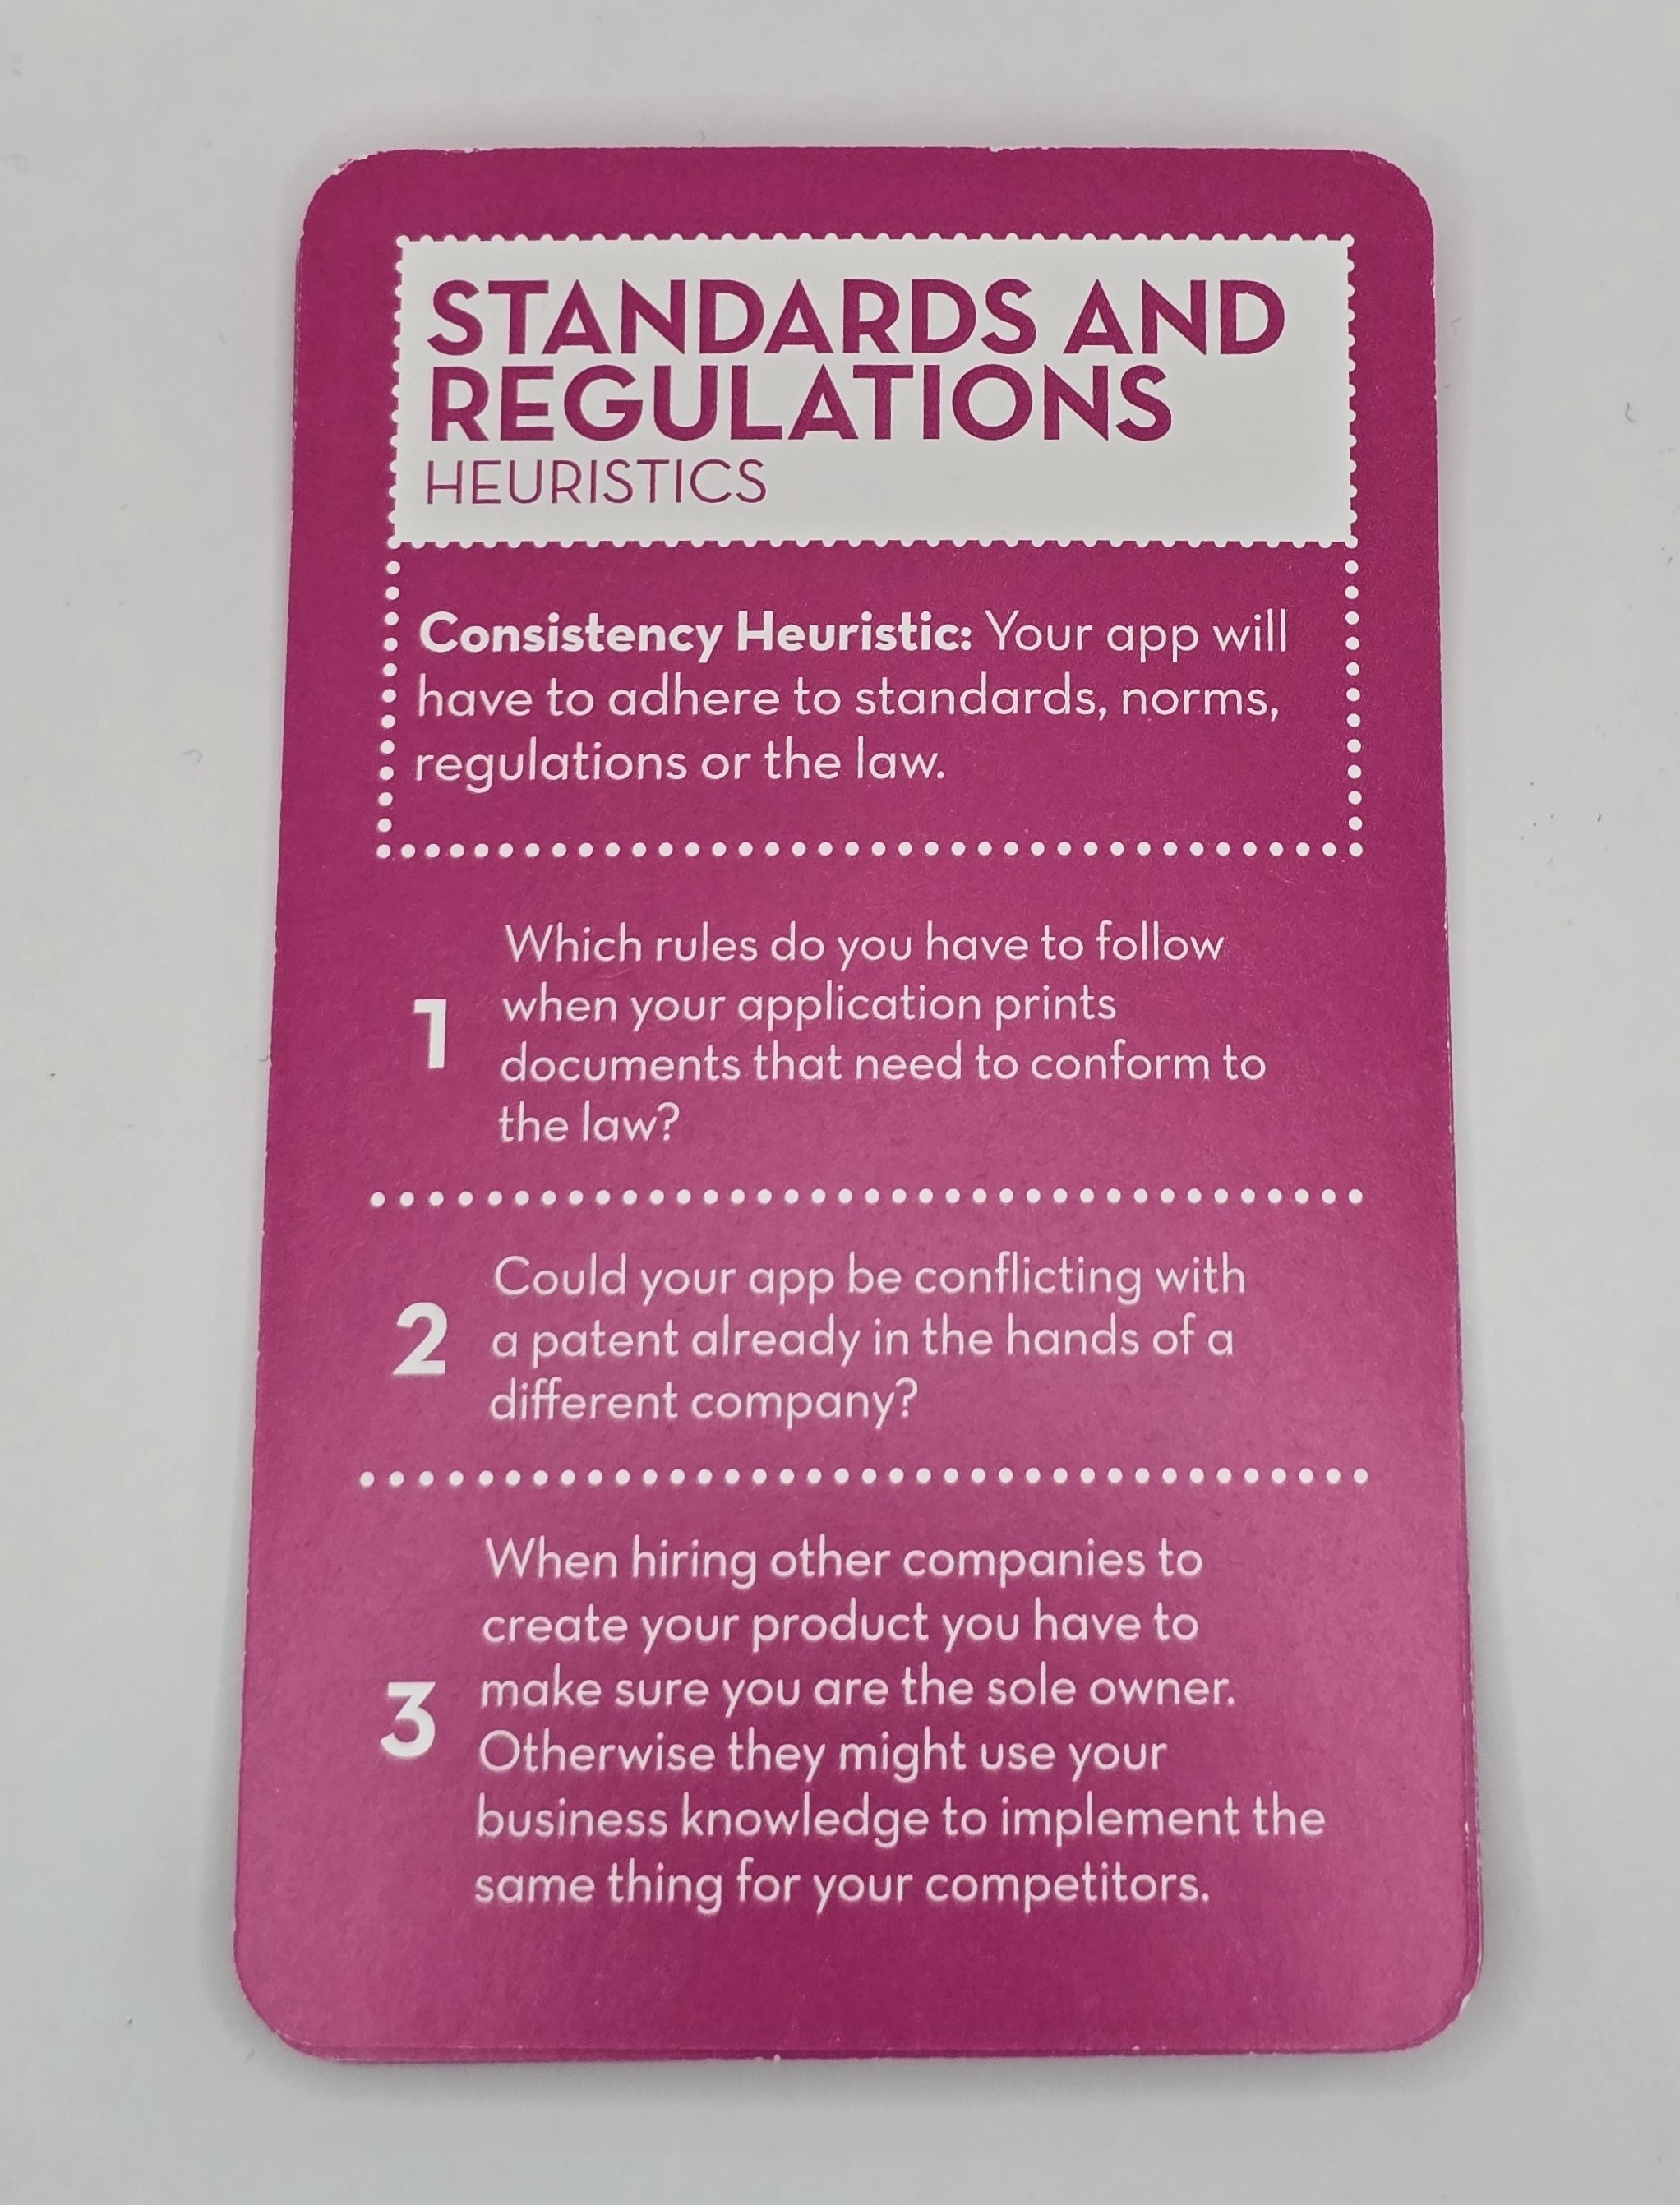 STANDARDS AND
REGULATIONS
HEURISTICS
Consistency Heuristic: Your app will
have to adhere to standards, norms,
regulations or the law.
1
Which rules do you have to follow
when your application prints
documents that need to conform to
the law?
2
Could your app be conflicting with
a patent already in the hands of a
different company?
3
When hiring other companies to
create your product you have to
make sure you are the sole owner.
Otherwise they might use your
business knowledge to implement the
same thing for your competitors.